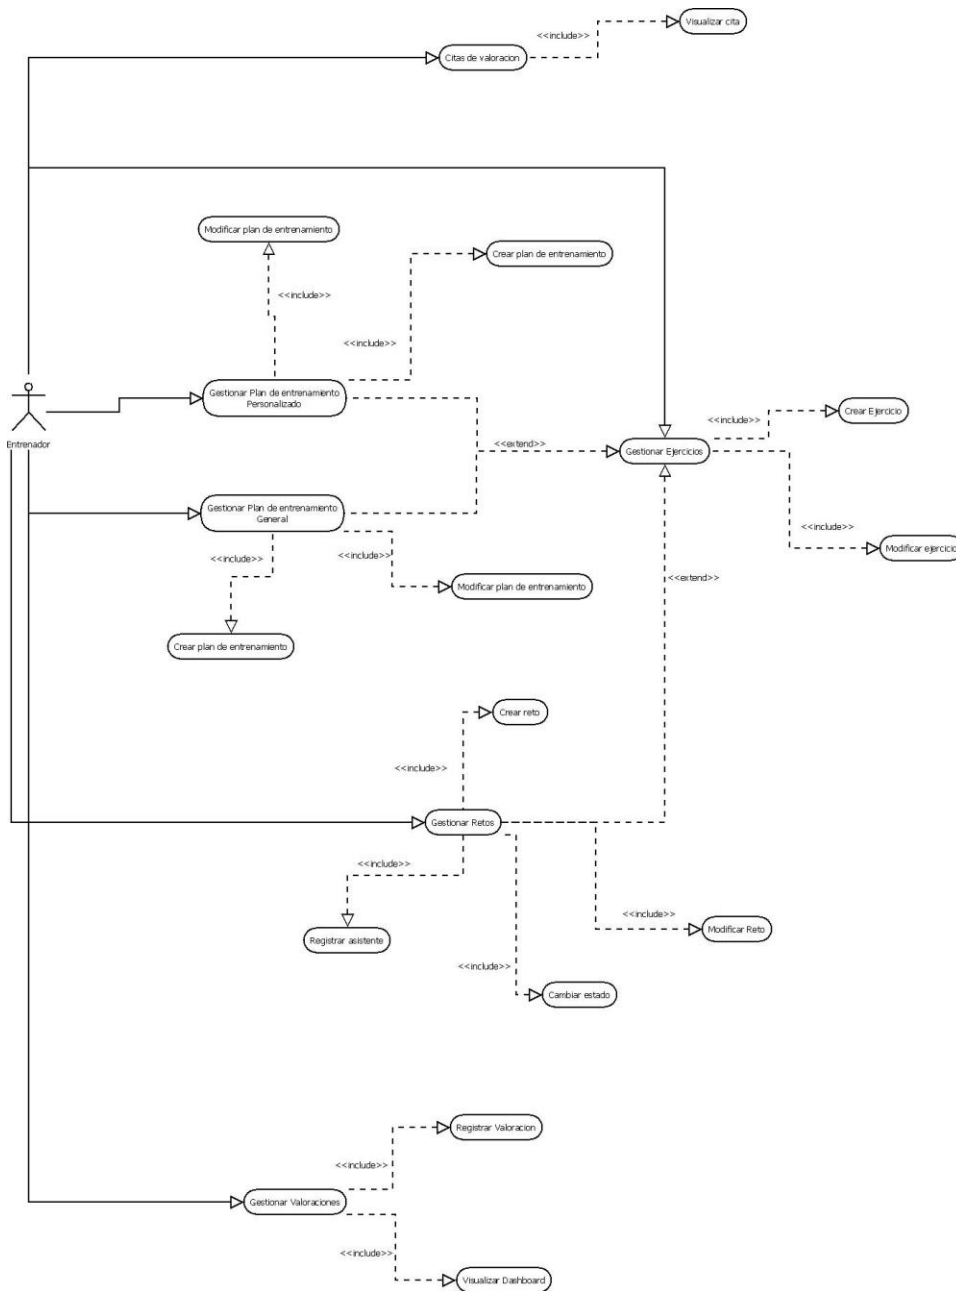 Visualizar cita
<<include>>
Citas de valoracion
Modificar plan de entrenamiento
Crear plan de entrenamiento
<<include>>
<<include>>
Gestionar Plan de entrenamiento
Personalizado
Crear Ejercicio
<<include>>
Entrenador
<<extend>>
Gestionar Ejercicios
Gestionar Plan de entrenamiento
General
<<include>>
Modificar ejercicio
<<include>>
<<include>>
<<extend>>
Modificar plan de entrenamiento
Crear plan de entrenamiento
Crear reto
<<include>>
Gestionar Retos
<<include>>
<<include>>
Modificar Reto
Registrar asistente
<<include>>
Cambiar estado
Registrar Valoracion
<<include>>
Gestionar Valoraciones
<<include>>
Visualizar Dashboard